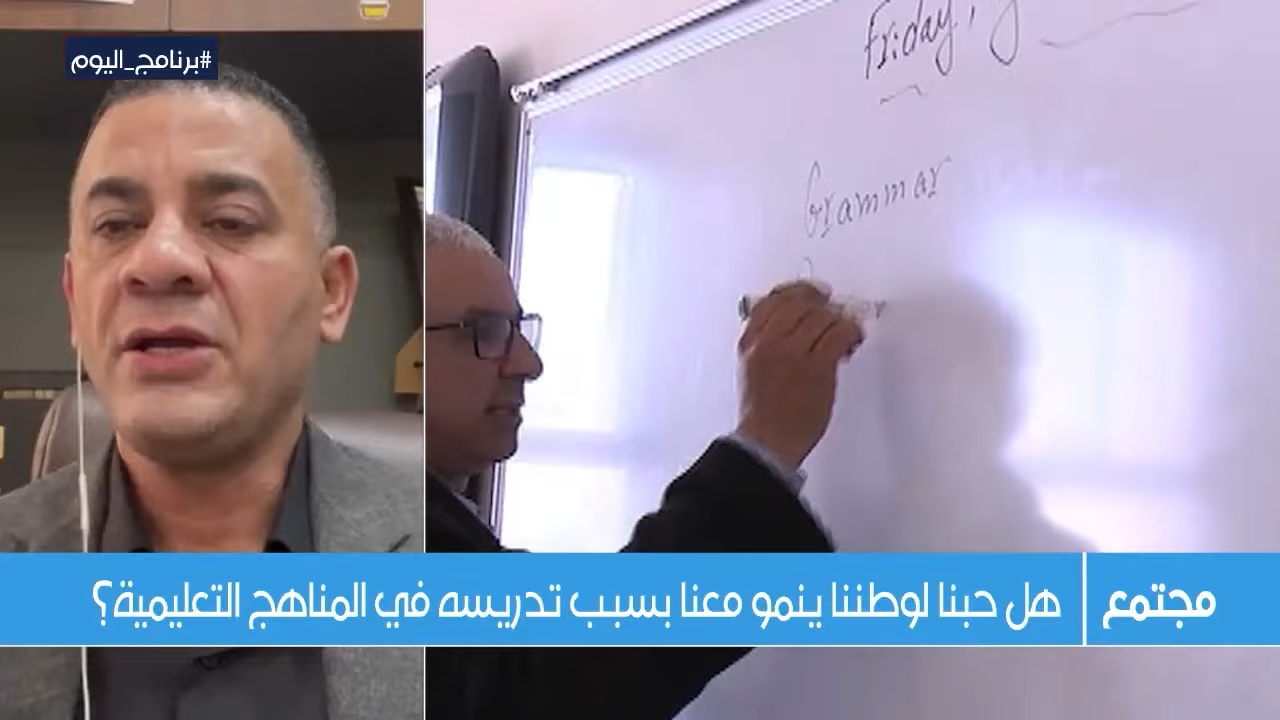 #برنامج_اليوم
Friday,
Grammar
مجتمع
هل حبنا لوطننا ينمو معنا بسبب تدريسه في المناهج التعليمية؟